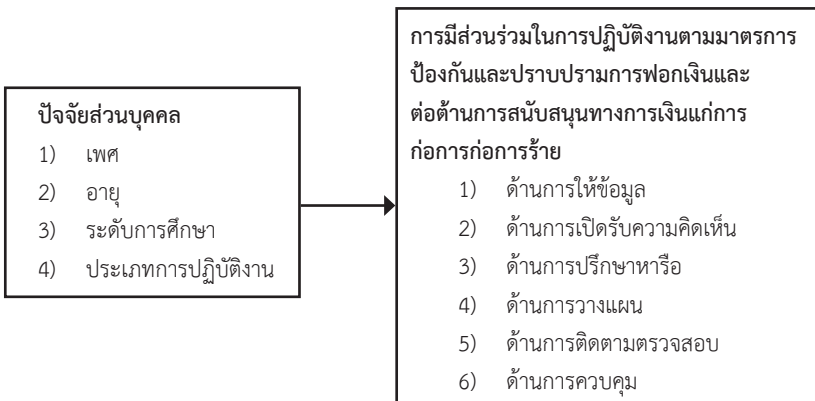 ปัจจัยส่วนบุคคล
1) เพศ
2) อายุ
3) ระดับการศึกษา
4) ประเภทการปฏิบัติงาน
การมีส่วนร่วมในการปฏิบัติงานตามมาตรการ
ป้องกันและปราบปรามการฟอกเงินและ
ต่อต้านการสนับสนุนทางการเงินแก่การ
ก่อการก่อการร้าย
1) ด้านการให้ข้อมูล
2) ด้านการเปิดรับความคิดเห็น
3) ด้านการปรึกษาหารือ
4) ด้านการวางแผน
5) ด้านการติดตามตรวจสอบ
6) ด้านการควบคุม